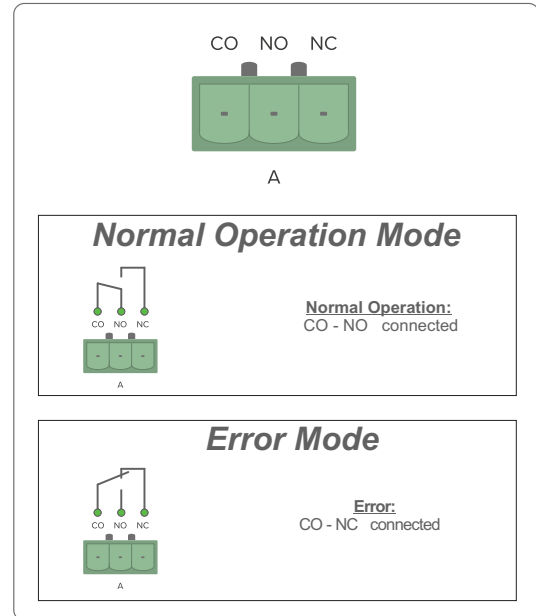 CO NO NC
A
Normal Operation Mode
CO NO NC
A
Normal Operation:
CO - NO connected
Error Mode
CO NO NC
A
Error:
CO - NC connected